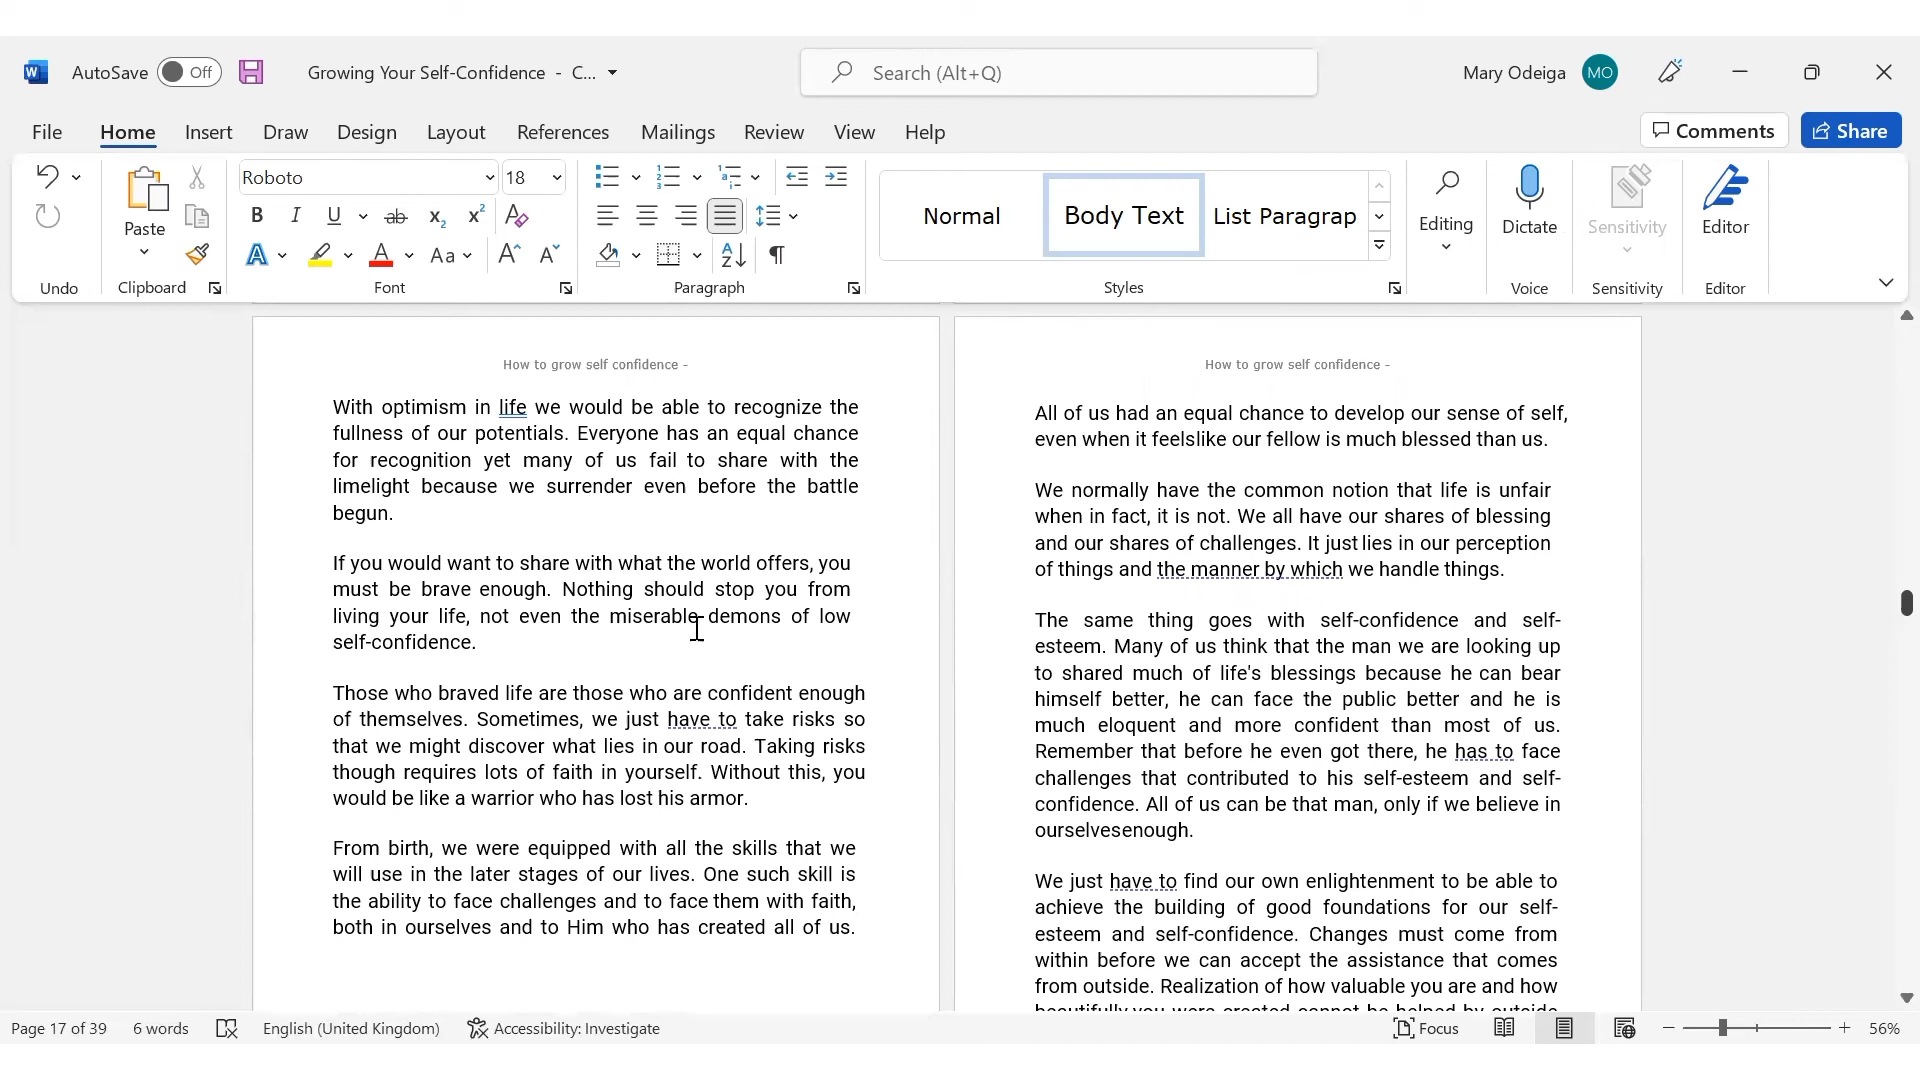 AutoSave Off Growing Your Self-Confidence - C... Search (Alt+Q) Mary Odeiga MO
File Home Insert Draw Design Layout References Mailings Review View Help Comments Share
Roboto 18
Paste
Normal Body Text List Paragrap
Editing Dictate Sensitivity Editor
Undo Clipboard Font Paragraph Styles Voice Sensitivity Editor
How to grow self confidence -
With optimism in life we would be able to recognize the
fullness of our potentials. Everyone has an equal chance
for recognition yet many of us fail to share with the
limelight because we surrender even before the battle
begun.
If you would want to share with what the world offers, you
must be brave enough. Nothing should stop you from
living your life, not even the miserable demons of low
self-confidence.
Those who braved life are those who are confident enough
of themselves. Sometimes, we just have to take risks so
that we might discover what lies in our road. Taking risks
though requires lots of faith in yourself. Without this, you
would be like a warrior who has lost his armor.
From birth, we were equipped with all the skills that we
will use in the later stages of our lives. One such skill is
the ability to face challenges and to face them with faith,
both in ourselves and to Him who has created all of us.
How to grow self confidence -
All of us had an equal chance to develop our sense of self,
even when it feelslike our fellow is much blessed than us.
We normally have the common notion that life is unfair
when in fact, it is not. We all have our shares of blessing
and our shares of challenges. It just lies in our perception
of things and the manner by which we handle things.
The same thing goes with self-confidence and self-
esteem. Many of us think that the man we are looking up
to shared much of life's blessings because he can bear
himself better, he can face the public better and he is
much eloquent and more confident than most of us.
Remember that before he even got there, he has to face
challenges that contributed to his self-esteem and self-
confidence. All of us can be that man, only if we believe in
ourselvesenough.
We just have to find our own enlightenment to be able to
achieve the building of good foundations for our self-
esteem and self-confidence. Changes must come from
within before we can accept the assistance that comes
from outside. Realization of how valuable you are and how
beautifully you were created cannot be helped by outside
Page 17 of 39 6 words English (United Kingdom) Accessibility: Investigate Focus 56%